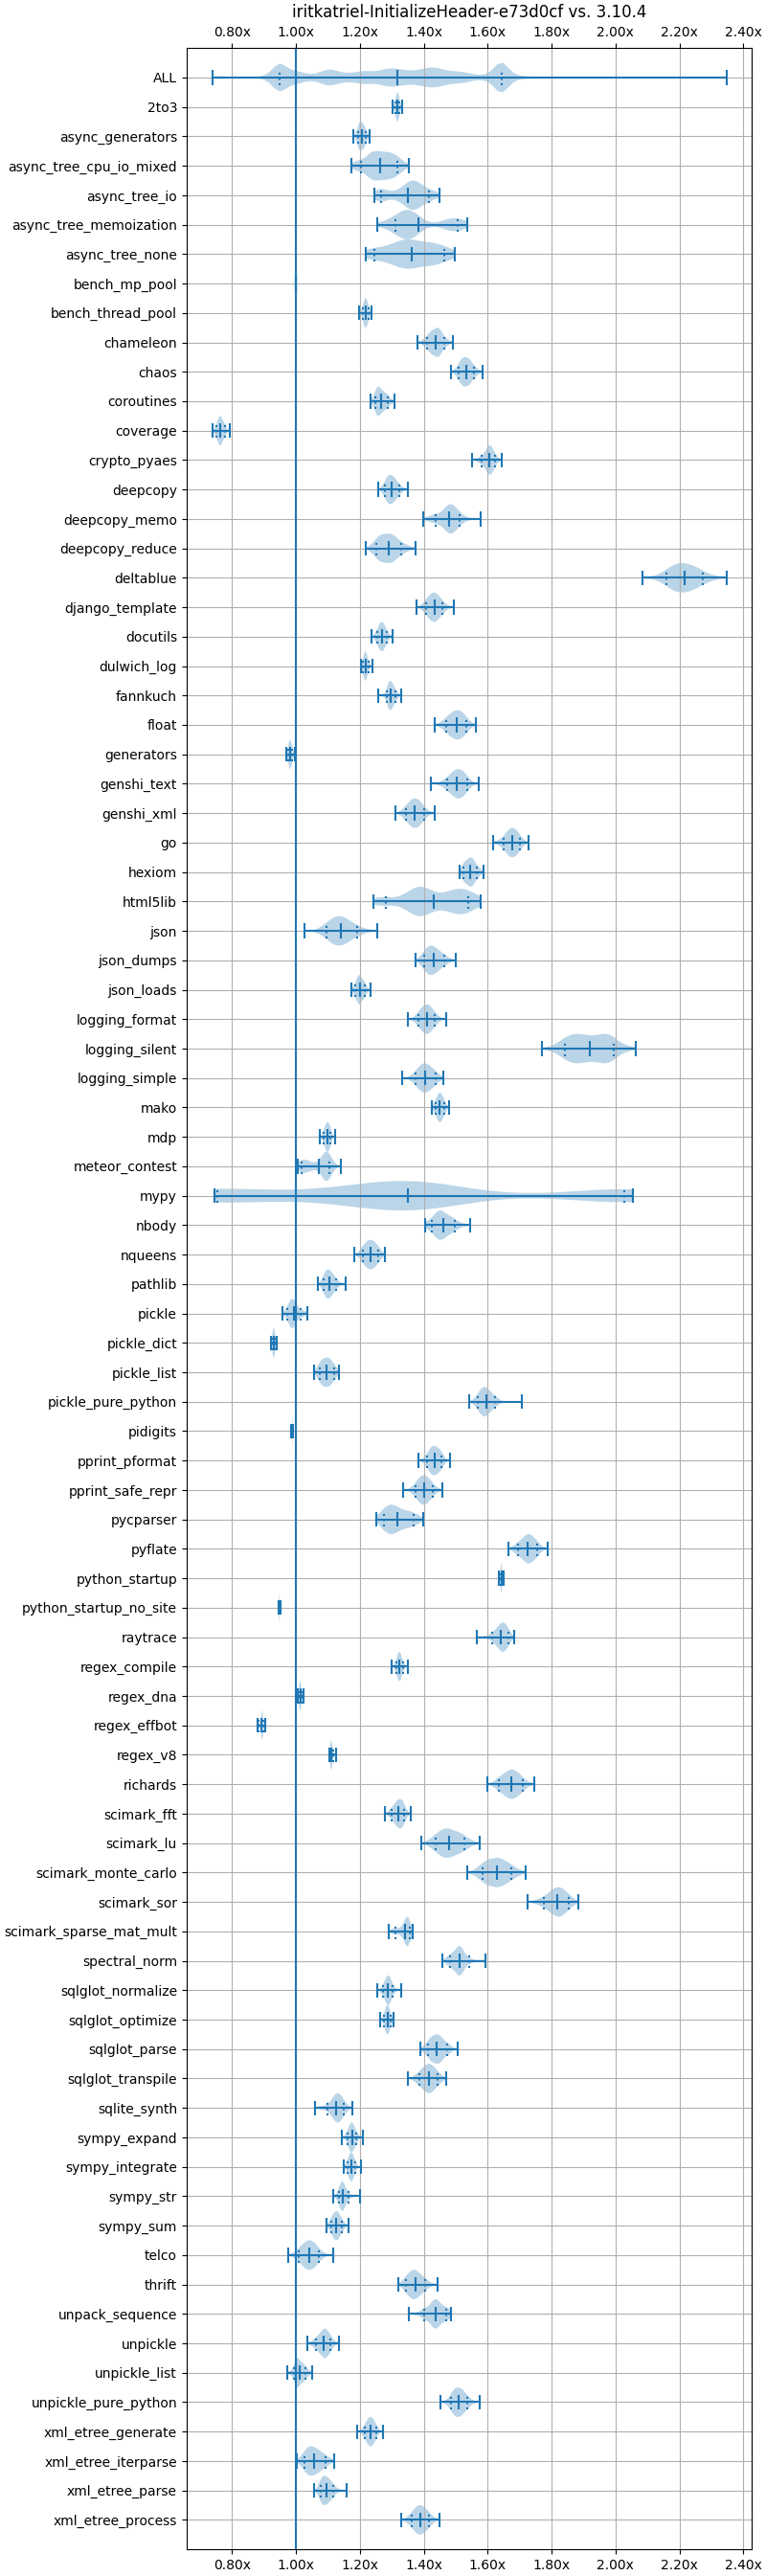 iritkatriel-InitializeHeader-e73d0cf vs. 3.10.4
0.80x 1.00x 1.20x 1.40x 1.60x 1.80x 2.00x 2.20x 2.40x
ALL
2to3
async_generators
async_tree_cpu_io_mixed
async_tree_io
async_tree_memoization
async_tree_none
bench_mp_pool
bench_thread_pool
chameleon
chaos
coroutines
coverage
crypto_pyaes
deepcopy
deepcopy_memo
deepcopy_reduce
deltablue
django_template
docutils
dulwich_log
fannkuch
float
generators
genshi_text
genshi_xml
go
hexiom
html5lib
json
json_dumps
json_loads
logging_format
logging_silent
logging_simple
mako
mdp
meteor_contest
mypy
nbody
nqueens
pathlib
pickle
pickle_dict
pickle_list
pickle_pure_python
pidigits
pprint_pformat
pprint_safe_repr
pycparser
pyflate
python_startup
python_startup_no_site
raytrace
regex_compile
regex_dna
regex_effbot
regex_v8
richards
scimark_fft
scimark_lu
scimark_monte_carlo
scimark_sor
scimark_sparse_mat_mult
spectral_norm
sqlglot_normalize
sqlglot_optimize
sqlglot_parse
sqlglot_transpile
sqlite_synth
sympy_expand
sympy_integrate
sympy_str
sympy_sum
telco
thrift
unpack_sequence
unpickle
unpickle_list
unpickle_pure_python
xml_etree_generate
xml_etree_iterparse
xml_etree_parse
xml_etree_process
0.80x 1.00x 1.20x 1.40x 1.60x 1.80x 2.00x 2.20x 2.40x